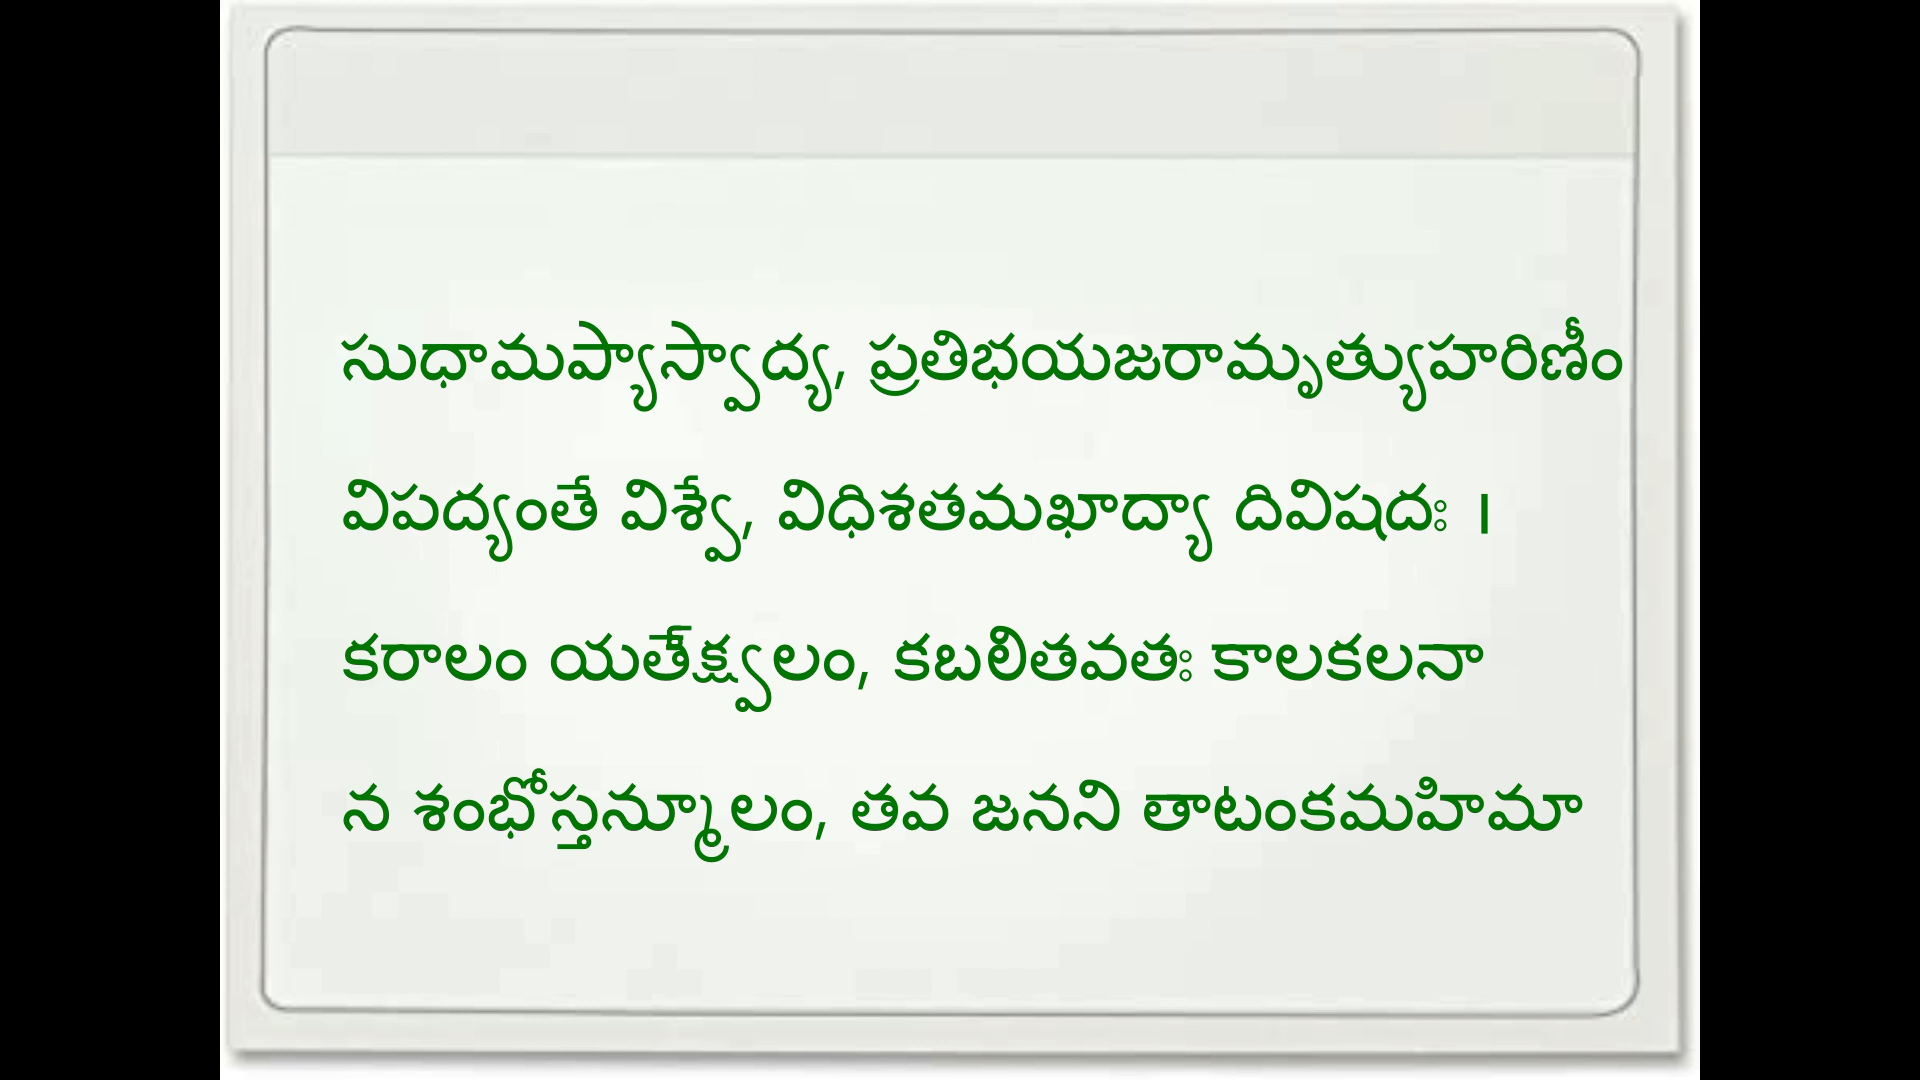 సుధామప్యాస్వాద్య, ప్రతిభయజరామృత్యుహరిణీం
విపద్యంతే విశ్వే, విధిశతమఖాద్యా దివిషదః ।
కరాలం యత్క్ష్వేలం, కబలితవతః కాలకలనా
న శంభోస్తన్మూలం, తవ జనని తాటంకమహిమా